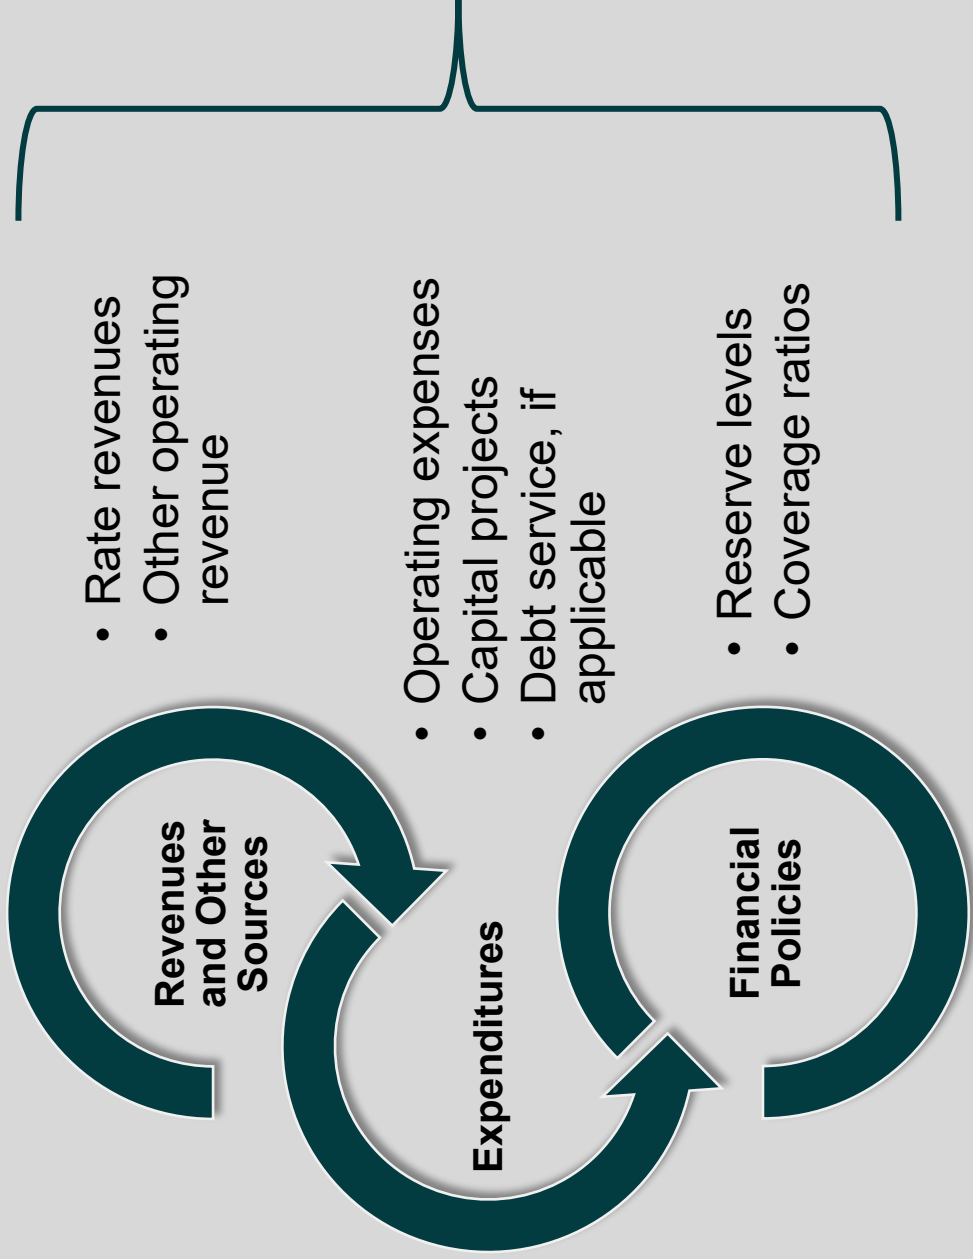 Revenues
and Other
Sources
• Rate revenues
• Other operating
revenue
Expenditures
• Operating expenses
• Capital projects
• Debt service, if
applicable
Financial
Policies
• Reserve levels
• Coverage ratios